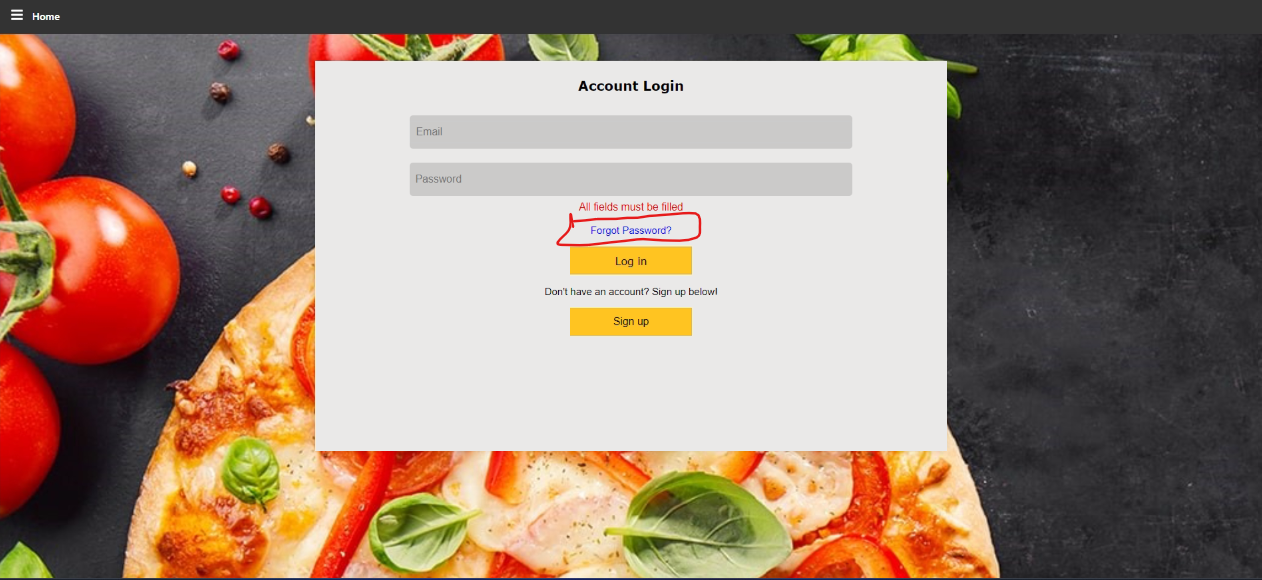 Home
Account Login
Email
Password
All fields must be filled
Forgot Password?
Log In
Don't have an account? Sign up below!
Sign up